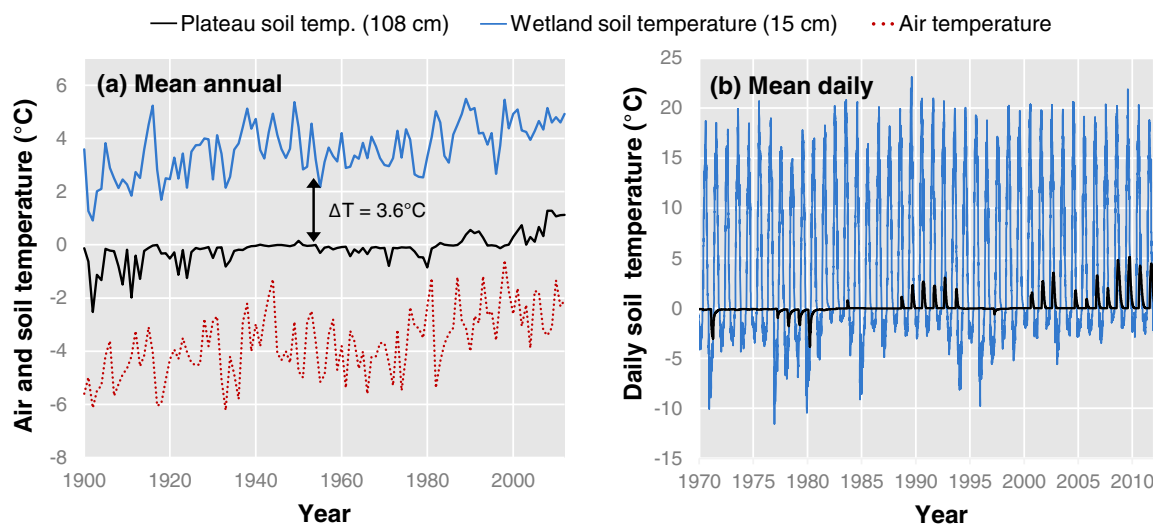 Plateau soil temp. (108 cm) Wetland soil temperature (15 cm) Air temperature
(a) Mean annual
Air and soil temperature (°C)
6
4
2
0
-2
-4
-6
-8
ΔT = 3.6°C
1900 1920 1940 1960 1980 2000
Year
(b) Mean daily
Daily soil temperature (°C)
25
20
15
10
5
0
-5
-10
-15
1970 1975 1980 1985 1990 1995 2000 2005 2010
Year